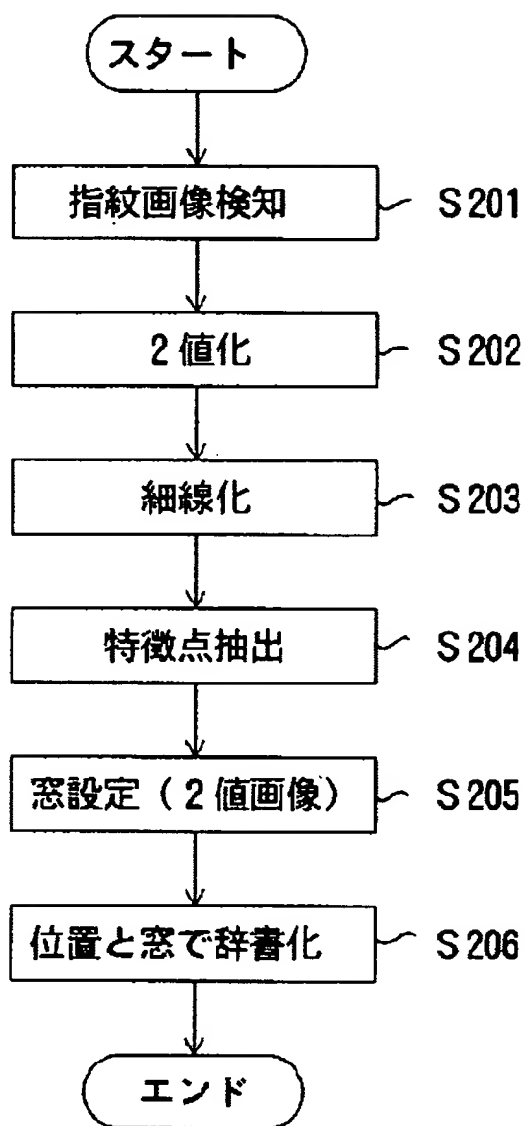 スタート
指紋画像検知 S201
2値化 S202
細線化 S203
特徴点抽出 S204
窓設定(2値画像) S205
位置と窓で辞書化 S206
エンド